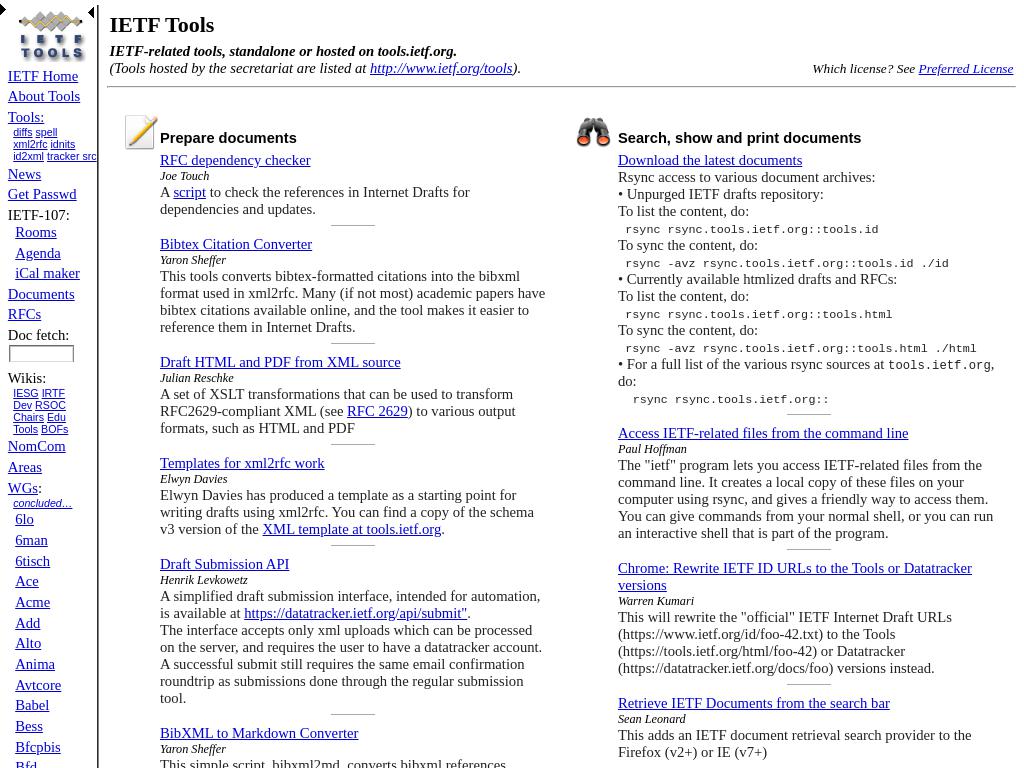 IETF
TOOLS
IETF Home
About Tools
Tools:
diffs spell
xml2rfc idnits
id2xml tracker src
News
Get Passwd
IETF-107:
Rooms
Agenda
iCal maker
Documents
RFCs
Doc fetch:
Wikis:
IESG IRTF
Dev RSOC
Chairs Edu
Tools BOFs
NomCom
Areas
WGs:
concluded...
6lo
6man
6tisch
Ace
Acme
Add
Alto
Anima
Avtcore
Babel
Bess
Bfcpbis
Bfd
IETF Tools
IETF-related tools, standalone or hosted on tools.ietf.org.
(Tools hosted by the secretariat are listed at http://www.ietf.org/tools).
Which license? See Preferred License
Prepare documents
RFC dependency checker
Joe Touch
A script to check the references in Internet Drafts for
dependencies and updates.
Bibtex Citation Converter
Yaron Sheffer
This tools converts bibtex-formatted citations into the bibxml
format used in xml2rfc. Many (if not most) academic papers have
bibtex citations available online, and the tool makes it easier to
reference them in Internet Drafts.
Draft HTML and PDF from XML source
Julian Reschke
A set of XSLT transformations that can be used to transform
RFC2629-compliant XML (see RFC 2629) to various output
formats, such as HTML and PDF
Templates for xml2rfc work
Elwyn Davies
Elwyn Davies has produced a template as a starting point for
writing drafts using xml2rfc. You can find a copy of the schema
v3 version of the XML template at tools.ietf.org.
Draft Submission API
Henrik Levkowetz
A simplified draft submission interface, intended for automation,
is available at https://datatracker.ietf.org/api/submit".
The interface accepts only xml uploads which can be processed
on the server, and requires the user to have a datatracker account.
A successful submit still requires the same email confirmation
roundtrip as submissions done through the regular submission
tool.
BibXML to Markdown Converter
Yaron Sheffer
This simple script, bibxml2md, converts bibxml references
Search, show and print documents
Download the latest documents
Rsync access to various document archives:
• Unpurged IETF drafts repository:
To list the content, do:
rsync rsync.tools.ietf.org::tools.id
To sync the content, do:
rsync -avz rsync.tools.ietf.org::tools.id ./id
• Currently available htmlized drafts and RFCs:
To list the content, do:
rsync rsync.tools.ietf.org::tools.html
To sync the content, do:
rsync -avz rsync.tools.ietf.org::tools.html ./html
• For a full list of the various rsync sources at tools.ietf.org,
do:
rsync rsync.tools.ietf.org::
Access IETF-related files from the command line
Paul Hoffman
The "ietf" program lets you access IETF-related files from the
command line. It creates a local copy of these files on your
computer using rsync, and gives a friendly way to access them.
You can give commands from your normal shell, or you can run
an interactive shell that is part of the program.
Chrome: Rewrite IETF ID URLs to the Tools or Datatracker
versions
Warren Kumari
This will rewrite the "official" IETF Internet Draft URLs
(https://www.ietf.org/id/foo-42.txt) to the Tools
(https://tools.ietf.org/html/foo-42) or Datatracker
(https://datatracker.ietf.org/docs/foo) versions instead.
Retrieve IETF Documents from the search bar
Sean Leonard
This adds an IETF document retrieval search provider to the
Firefox (v2+) or IE (v7+)